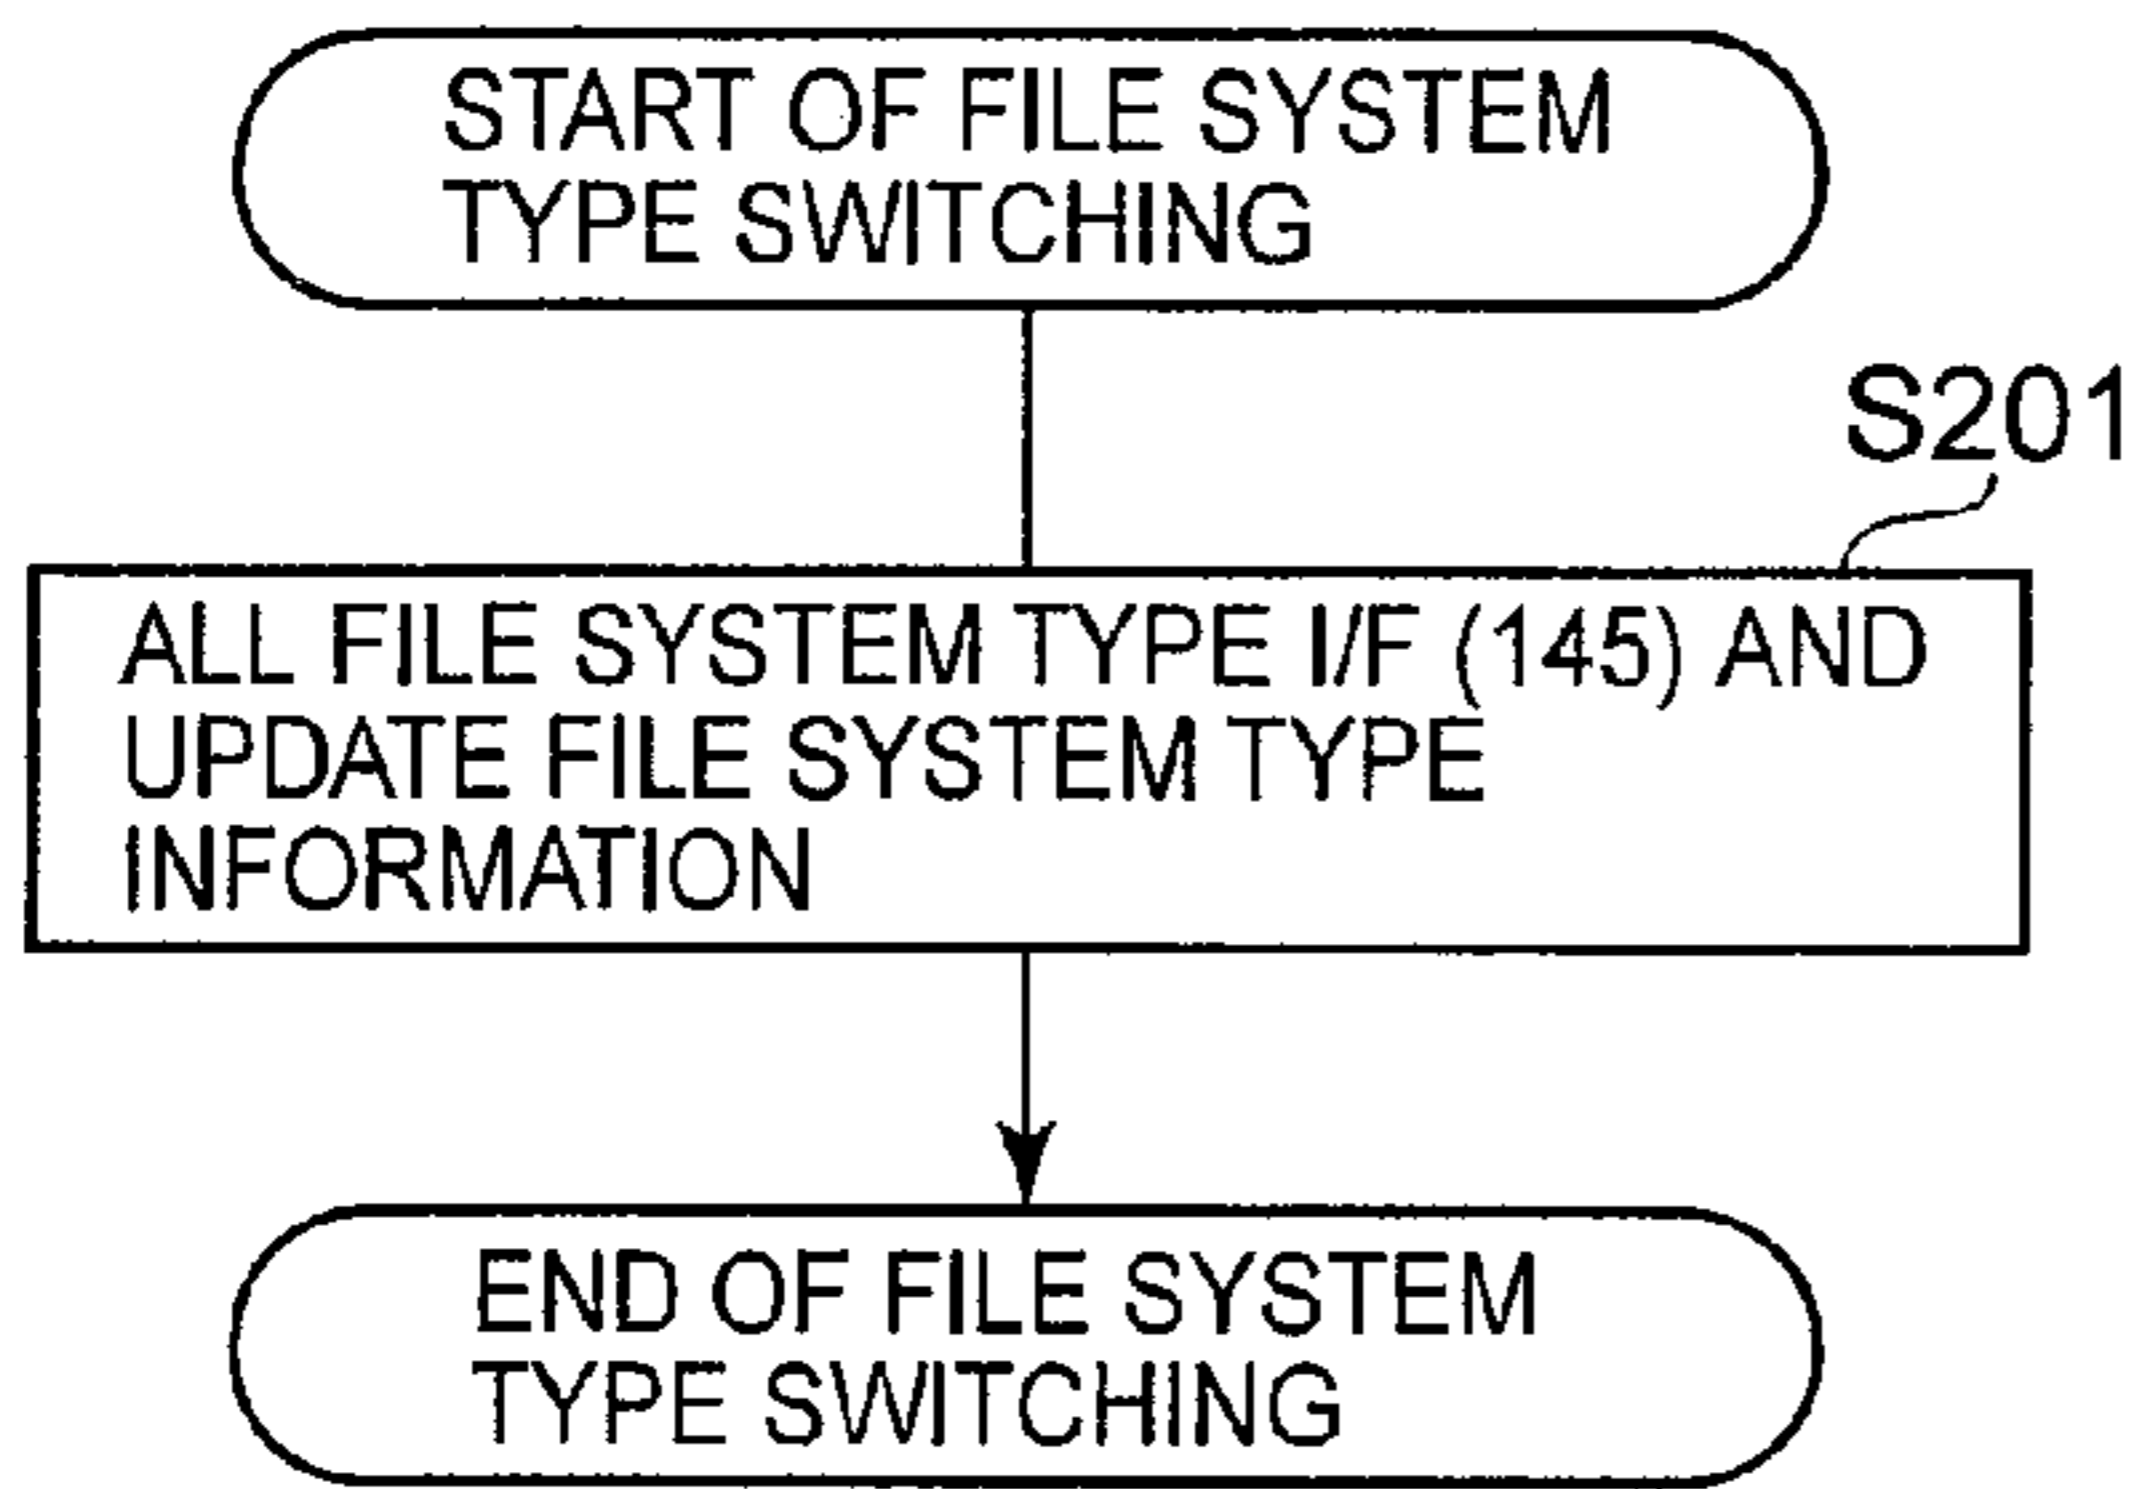 START OF FILE SYSTEM
TYPE SWITCHING
S201
ALL FILE SYSTEM TYPE I/F (145) AND
UPDATE FILE SYSTEM TYPE
INFORMATION
END OF FILE SYSTEM
TYPE SWITCHING